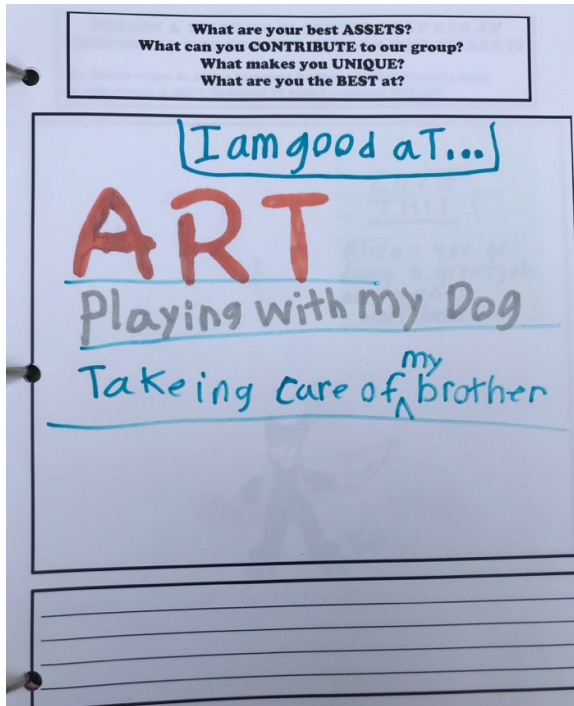 What are your best ASSETS?
What can you CONTRIBUTE to our group?
What makes you UNIQUE?
What are you the BEST at?
I am good aT...
ART
Playing with my Dog
Takeing care of my brother